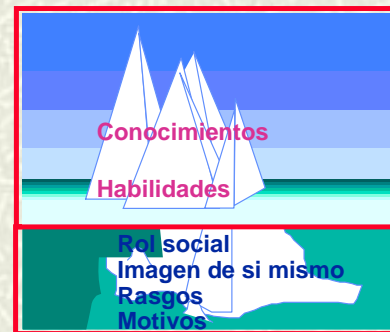 Conocimientos
Habilidades
Rol social
Imagen de si mismo
Rasgos
Motivos